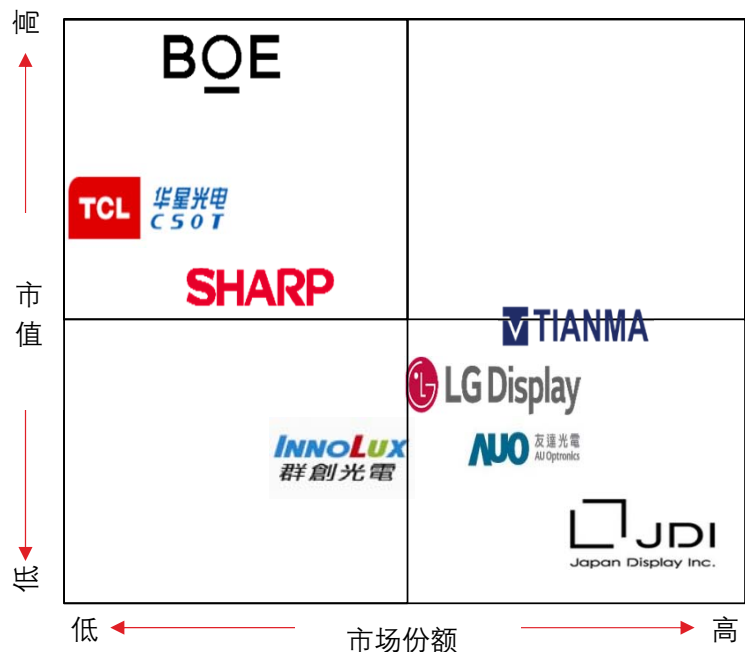 高
BOE
TCL 华星光电
CSOT
SHARP
市
值
TIANMA
LG Display
INNOLUX
群創光電
AUO 友達光電
AU Optronics
JDI
Japan Display Inc.
低
低
市场份额
高